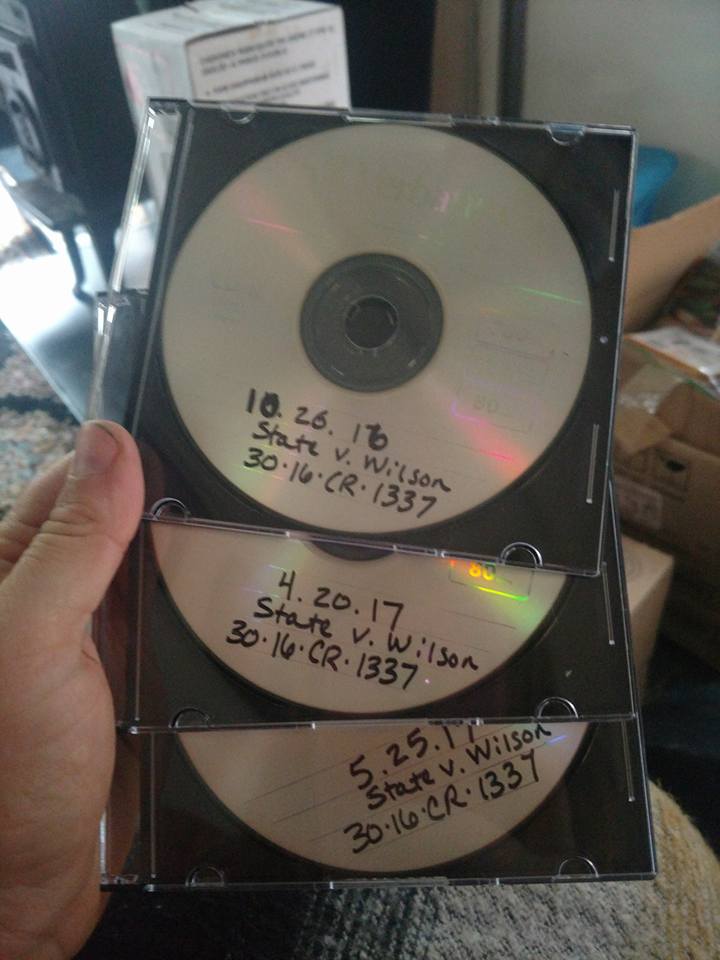 10. 26. 16
State v. Wilson
30·16·CR·1337
80
4. 20. 17
State v. Wilson
30·16·CR·1337
5. 25. 17
State v. Wilson
30·16·CR·1337